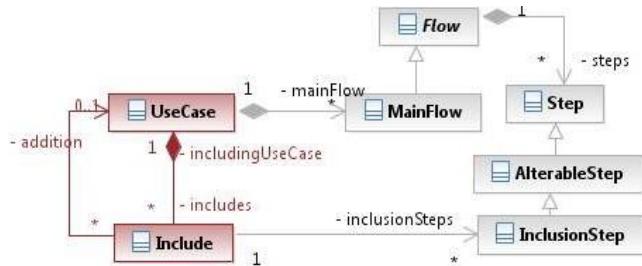 Flow
1
* - steps
0..1
UseCase
1
- mainFlow
*
MainFlow
Step
- addition
1
- includingUseCase
AlterableStep
* - includes
*
Include
1
- inclusionSteps
*
InclusionStep